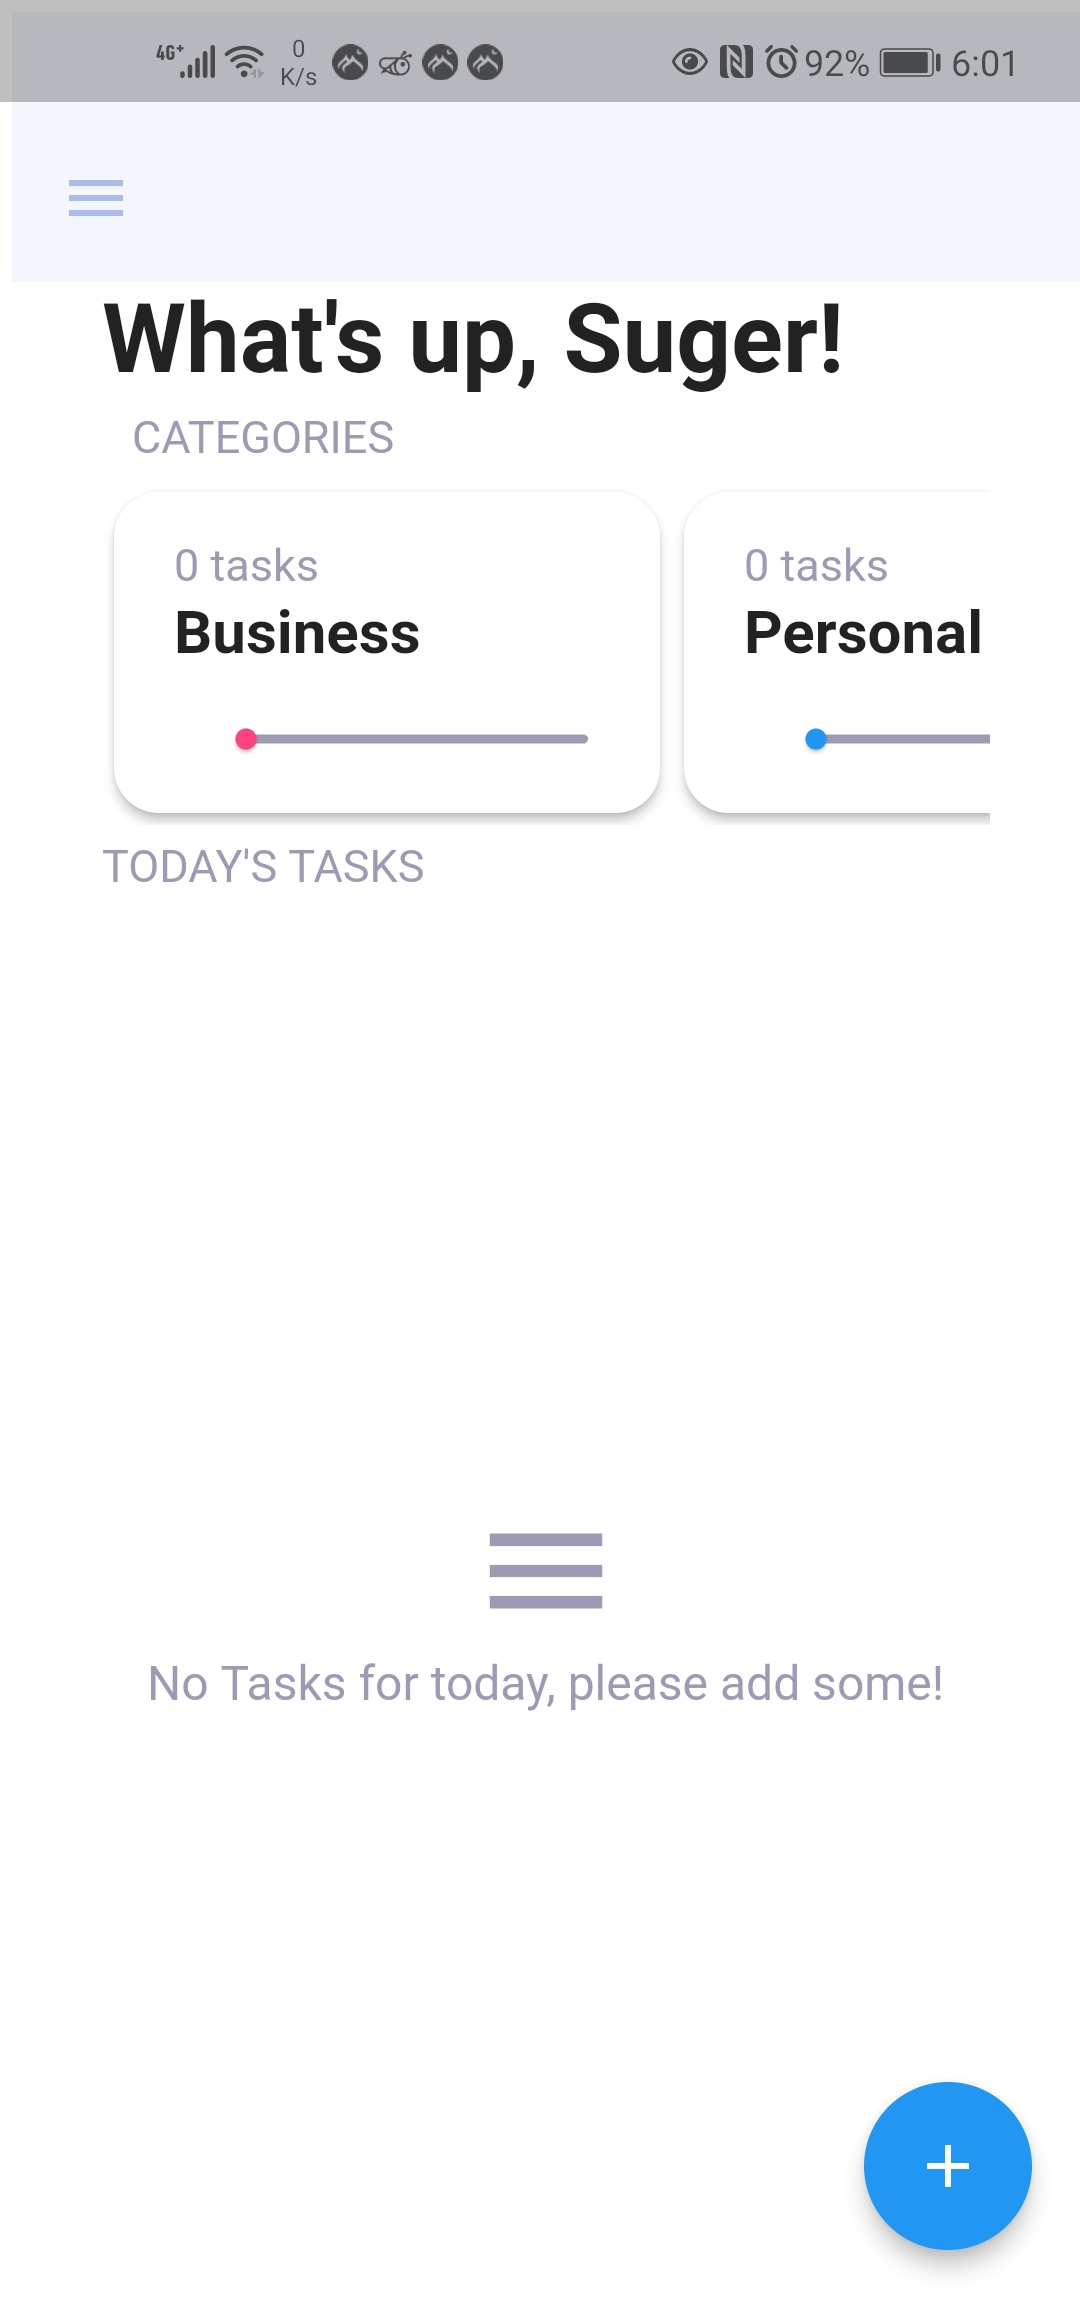 4G+ 0 K/s 92% 6:01
What's up, Suger!
CATEGORIES
0 tasks 0 tasks
Business Personal
TODAY'S TASKS
No Tasks for today, please add some!